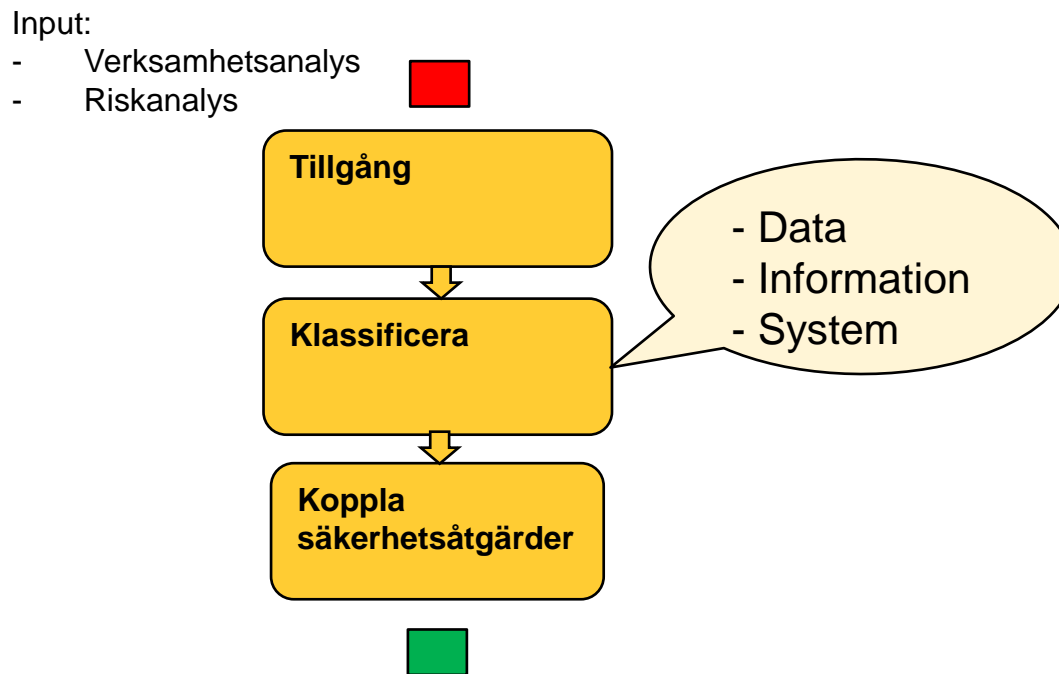 Input:
- Verksamhetsanalys
- Riskanalys
Tillgång
Klassificera
- Data
- Information
- System
Koppla
säkerhetsåtgärder